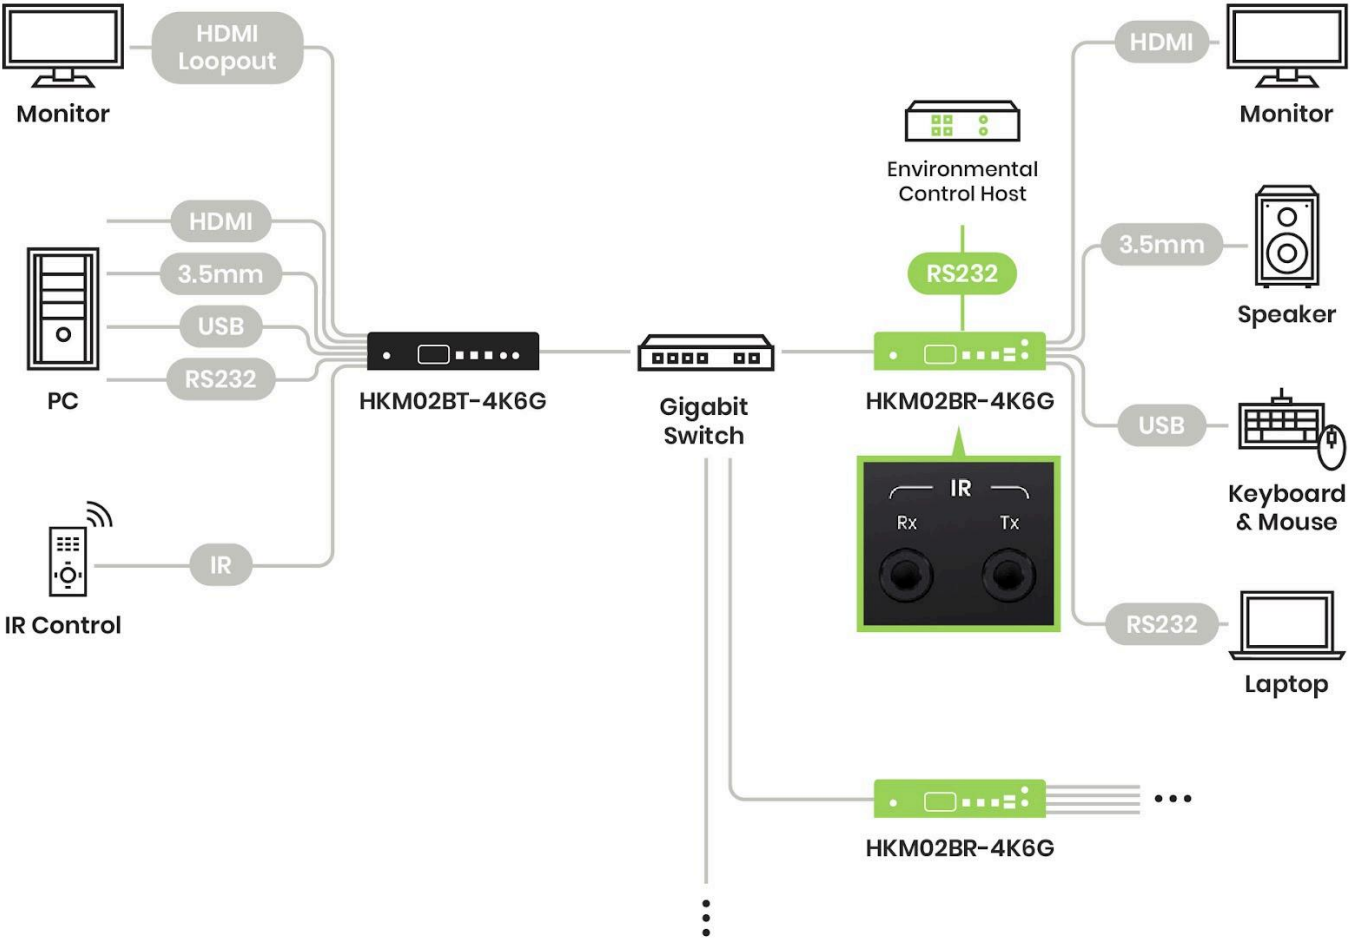 HDMI
Loopout
Monitor
HDMI
3.5mm
USB
RS232
PC
HKM02BT-4K6G
IR
IR Control
Gigabit
Switch
Environmental
Control Host
RS232
HKM02BR-4K6G
IR
Rx Tx
HDMI
Monitor
3.5mm
Speaker
USB
Keyboard
& Mouse
RS232
Laptop
HKM02BR-4K6G